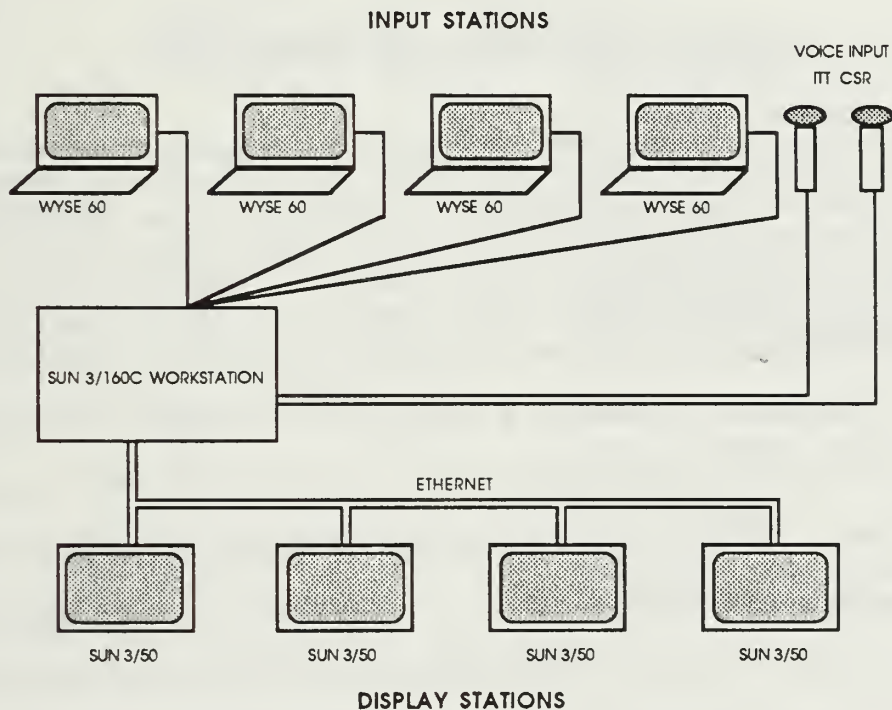 INPUT STATIONS
VOICE INPUT
ITT CSR
WYSE 60
WYSE 60
WYSE 60
WYSE 60
SUN 3/160C WORKSTATION
ETHERNET
SUN 3/50
SUN 3/50
SUN 3/50
SUN 3/50
DISPLAY STATIONS